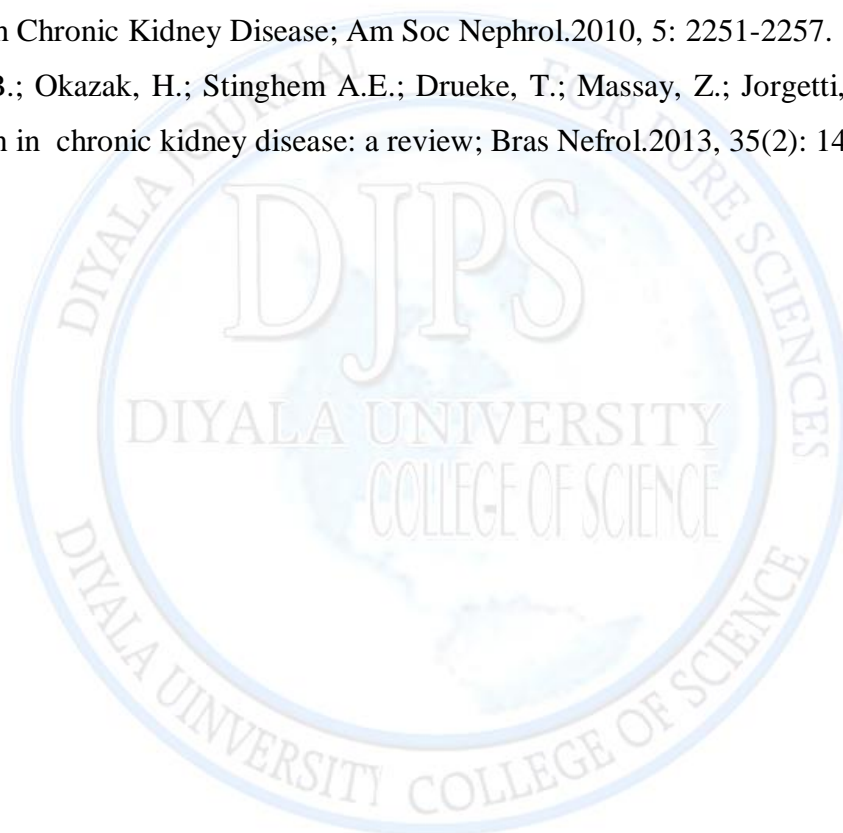 n Chronic Kidney Disease; Am Soc Nephrol.2010, 5: 2251-2257.
B.; Okazak, H.; Stinghem A.E.; Drueke, T.; Massay, Z.; Jorgetti,
n in chronic kidney disease: a review; Bras Nefrol.2013, 35(2): 14
DIYALA JOURNAL FOR PURE SCIENCES
DJPS
DIYALA UNIVERSITY
COLLEGE OF SCIENCE
DIYALA UINVERSITY COLLEGE OF SCIENCE